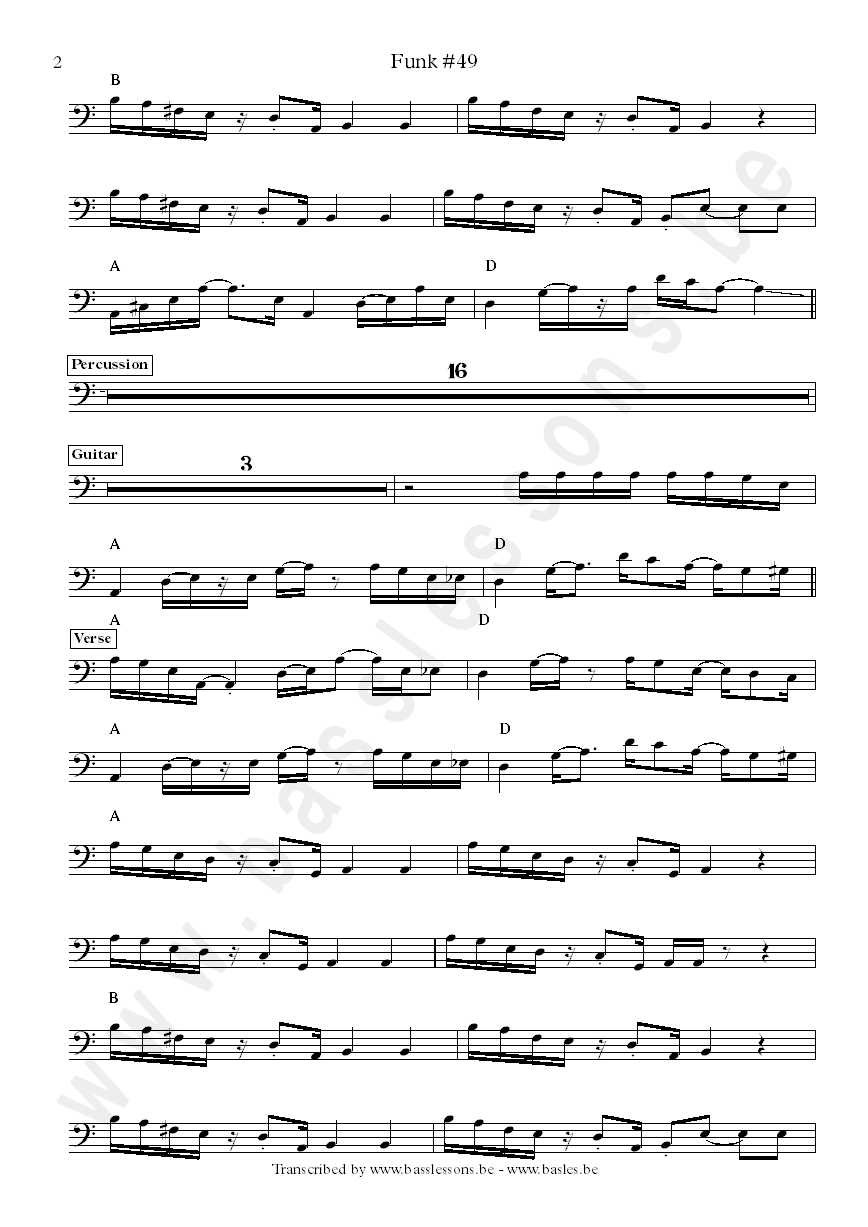 2
Funk #49
B
A D
Percussion
16
Guitar
3
A D
A D
Verse
A D
A
B
Transcribed by www.basslessons.be - www.basles.be
www.basslessons.be